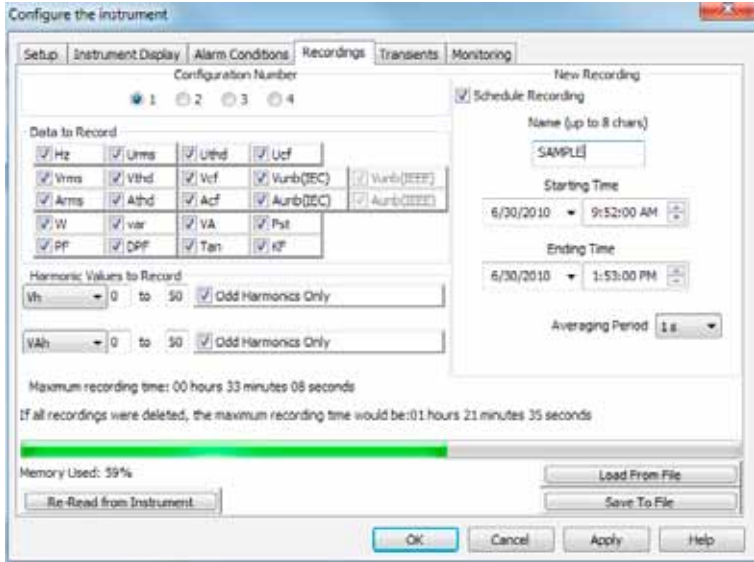 Configure the instrument
Setup Instrument Display Alarm Conditions Recordings Transients Monitoring
Configuration Number
1 2 3 4
New Recording
Schedule Recording
Name (up to 8 chars)
SAMPLE
Starting Time
6/30/2010 9:52:00 AM
Ending Time
6/30/2010 1:53:00 PM
Averaging Period 1 s
Data to Record
Hz Urms Uthd Ucf
Vrms Vthd Vcf Vunb(IEC) Vunb(IEEE)
Arms Athd Acf Aunb(IEC) Aunb(IEEE)
W var VA Pst
PF DPF Tan KF
Harmonic Values to Record
Vh 0 to 50 Odd Harmonics Only
VAh 0 to 50 Odd Harmonics Only
Maximum recording time: 00 hours 33 minutes 08 seconds
If all recordings were deleted, the maximum recording time would be:01 hours 21 minutes 35 seconds
Memory Used: 59%
Load From File
Re-Read from Instrument
Save To File
OK Cancel Apply Help